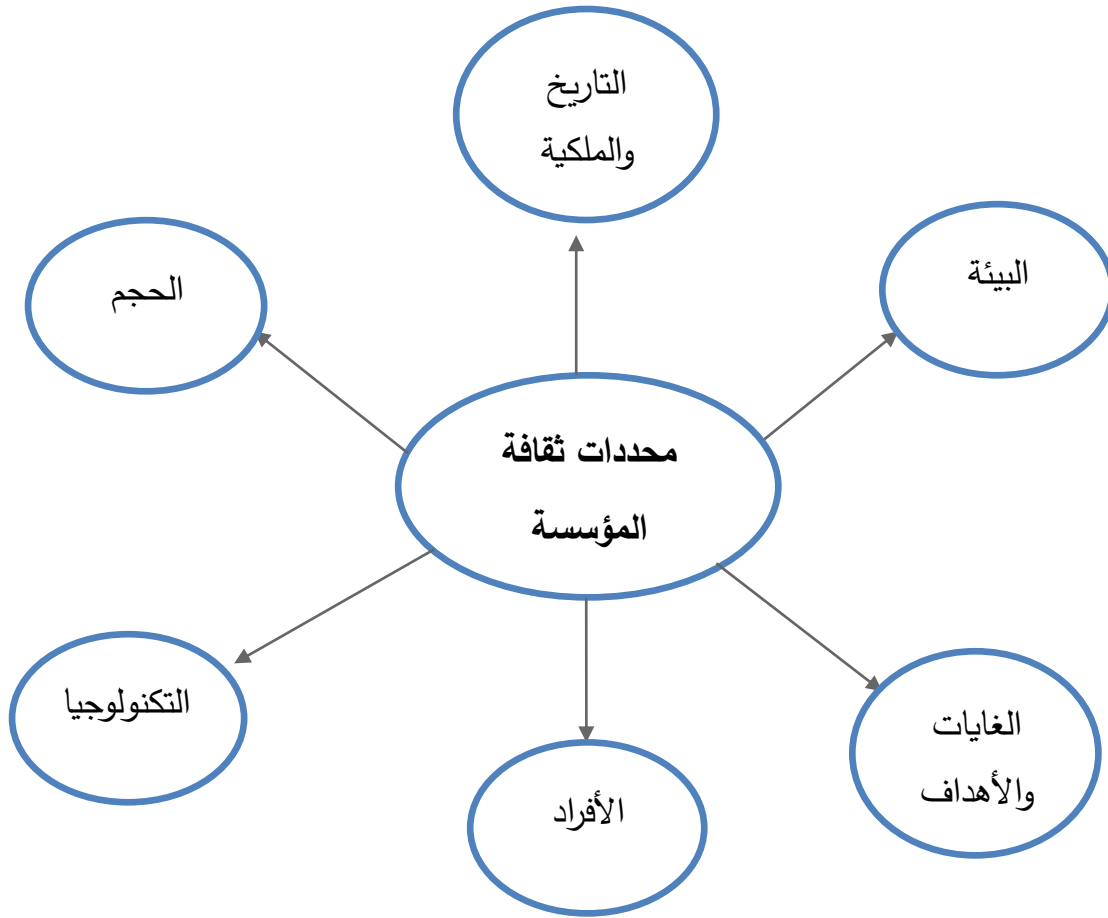 التاريخ
والملكية
البيئة
الحجم
محددات ثقافة
المؤسسة
التكنولوجيا
الغايات
والأهداف
الأفراد